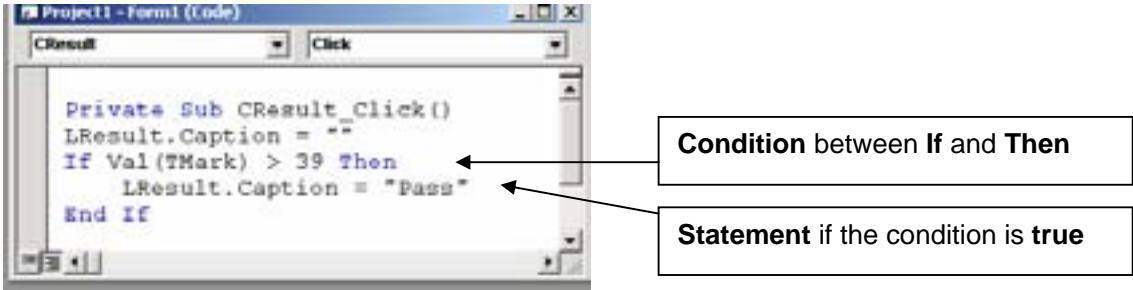 Project1 - Form1 (Code)
CResult Click
Private Sub CResult_Click()
LResult.Caption = ""
If Val(TMark) > 39 Then
LResult.Caption = "Pass"
End If
Condition between If and Then
Statement if the condition is true